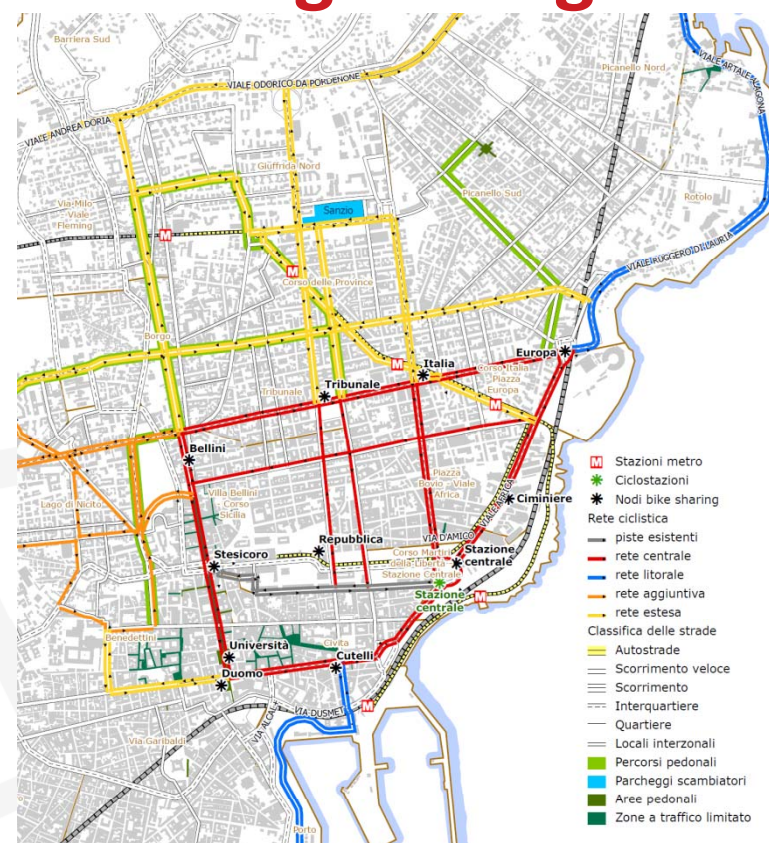 Barriera Sud
Picanello Nord
VIALE ARTALE ALAGONA
VIALE ODORICO DA PORDENONE
VIALE ANDREA DORIA
Giuffrida Nord
Via Milo
-Viale
Fleming
Picanello Sud
Rotolo
Sanzio
M
M
VIALE RUGGERO DI LAURIA
Corso delle Province
Borgo
Europa
M
Italia
Corso Italia
Piazza
Europa
Tribunale
Tribunale
M
Bellini
Lago di Nicito
Villa Bellini
Corso
Sicilia
Piazza
Bovio - Viale
Africa
VIALE AFRICA
Ciminiere
Repubblica
VIA D'AMICO
Stesicoro
Corso Martiri
della Libertà
Stazione Centrale
Stazione
centrale
Stazione
centrale
M
Benedettini
Università
Civita
Cutelli
Duomo
M
VIA DUSMET
VIA ALCALÀ
Via Garibaldi
Porto
M Stazioni metro
Ciclostazioni
Nodi bike sharing
Rete ciclistica
piste esistenti
rete centrale
rete litorale
rete aggiuntiva
rete estesa
Classifica delle strade
Autostrade
Scorrimento veloce
Scorrimento
Interquartiere
Quartiere
Locali interzonali
Percorsi pedonali
Parcheggi scambiatori
Aree pedonali
Zone a traffico limitato